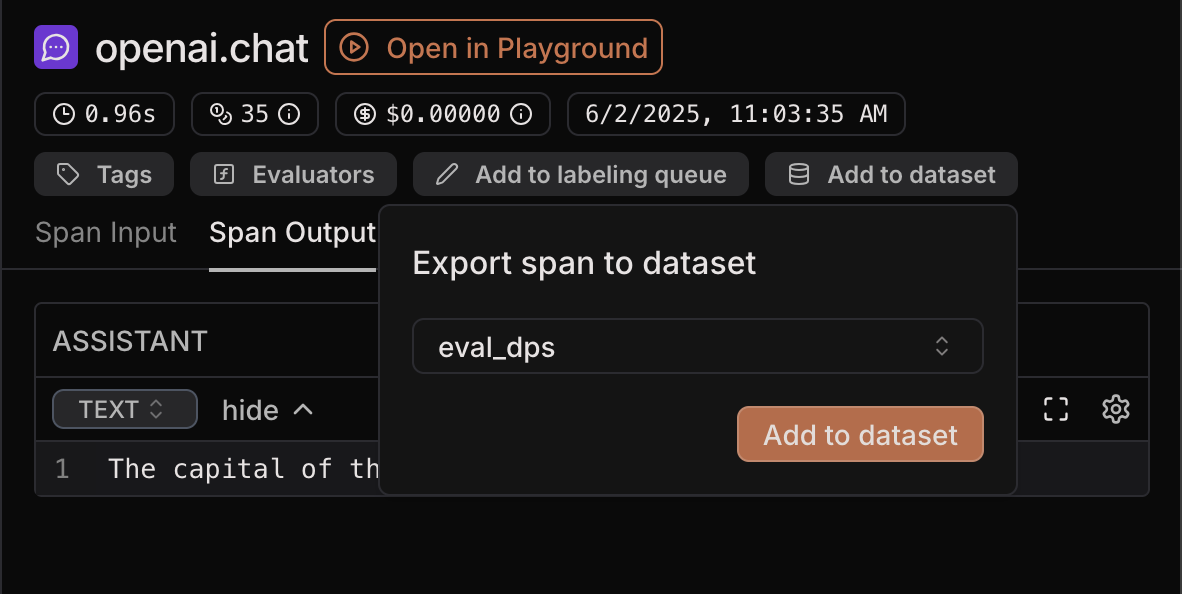 openai.chat Open in Playground
0.96s 35 $0.00000 6/2/2025, 11:03:35 AM
Tags Evaluators Add to labeling queue Add to dataset
Span Input Span Output
Export span to dataset
eval_dps
Add to dataset
ASSISTANT
TEXT hide
1 The capital of th